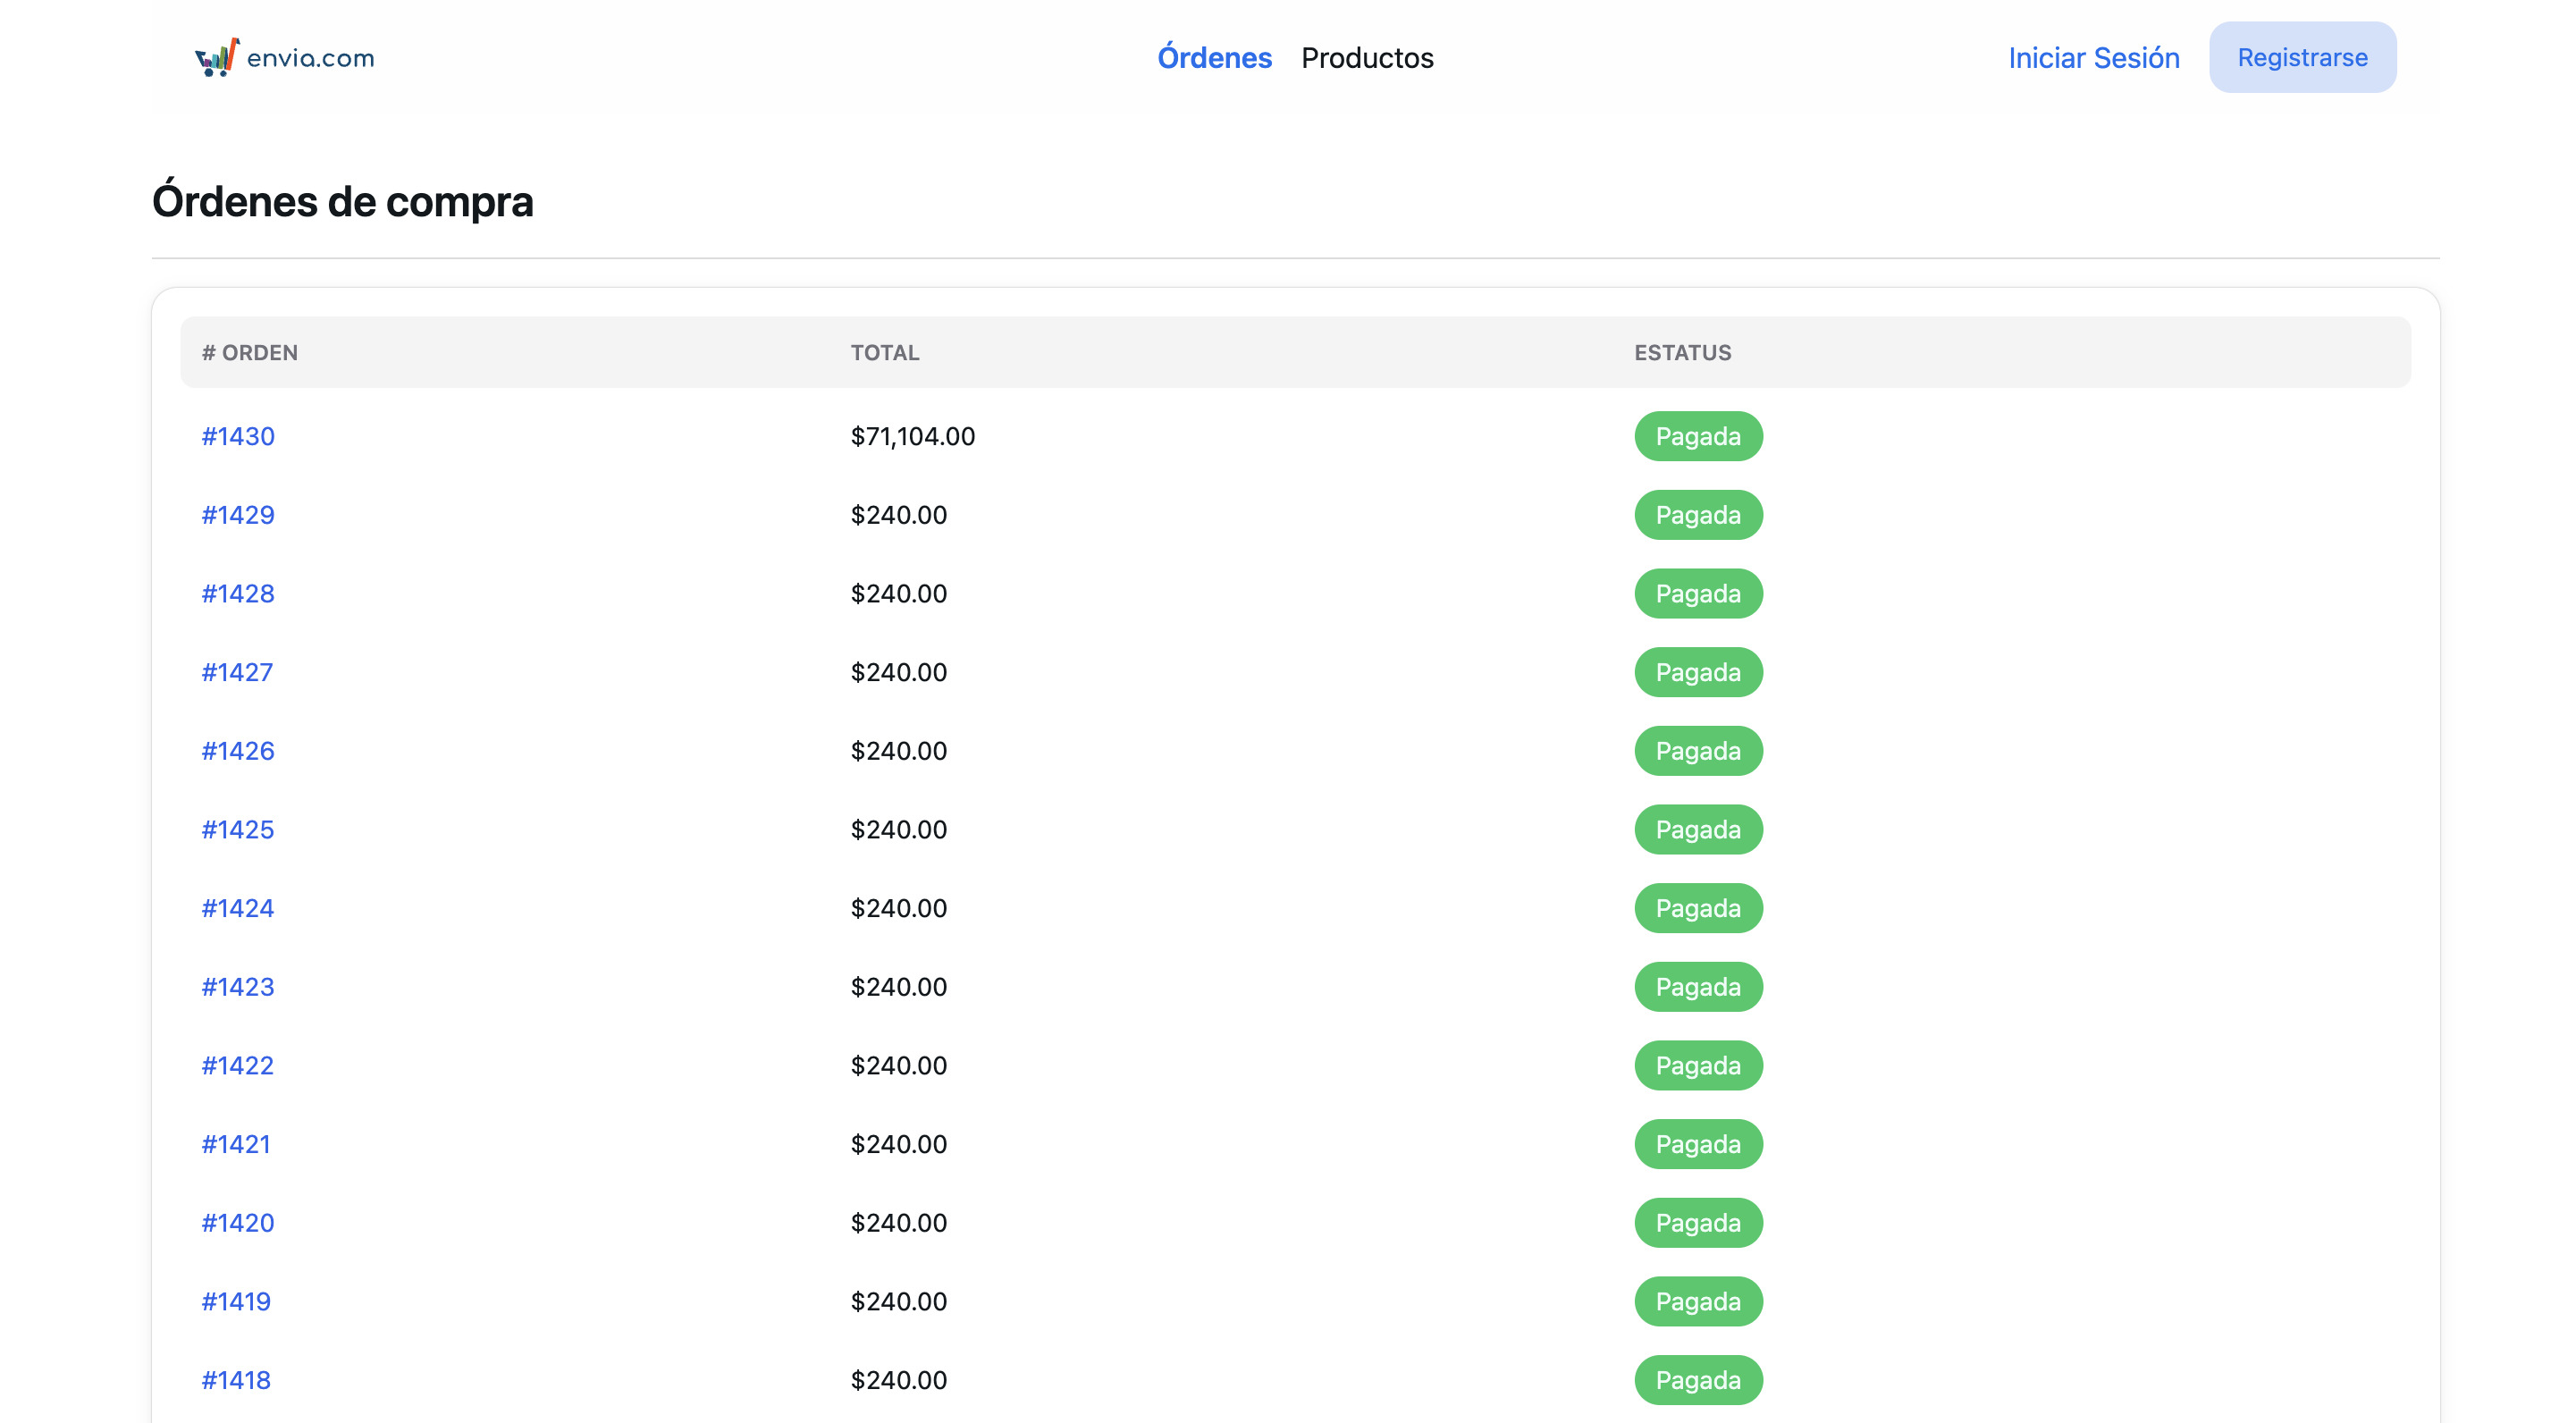 envia.com
Órdenes Productos
Iniciar Sesión Registrarse
Órdenes de compra
# ORDEN TOTAL ESTATUS
#1430 $71,104.00 Pagada
#1429 $240.00 Pagada
#1428 $240.00 Pagada
#1427 $240.00 Pagada
#1426 $240.00 Pagada
#1425 $240.00 Pagada
#1424 $240.00 Pagada
#1423 $240.00 Pagada
#1422 $240.00 Pagada
#1421 $240.00 Pagada
#1420 $240.00 Pagada
#1419 $240.00 Pagada
#1418 $240.00 Pagada